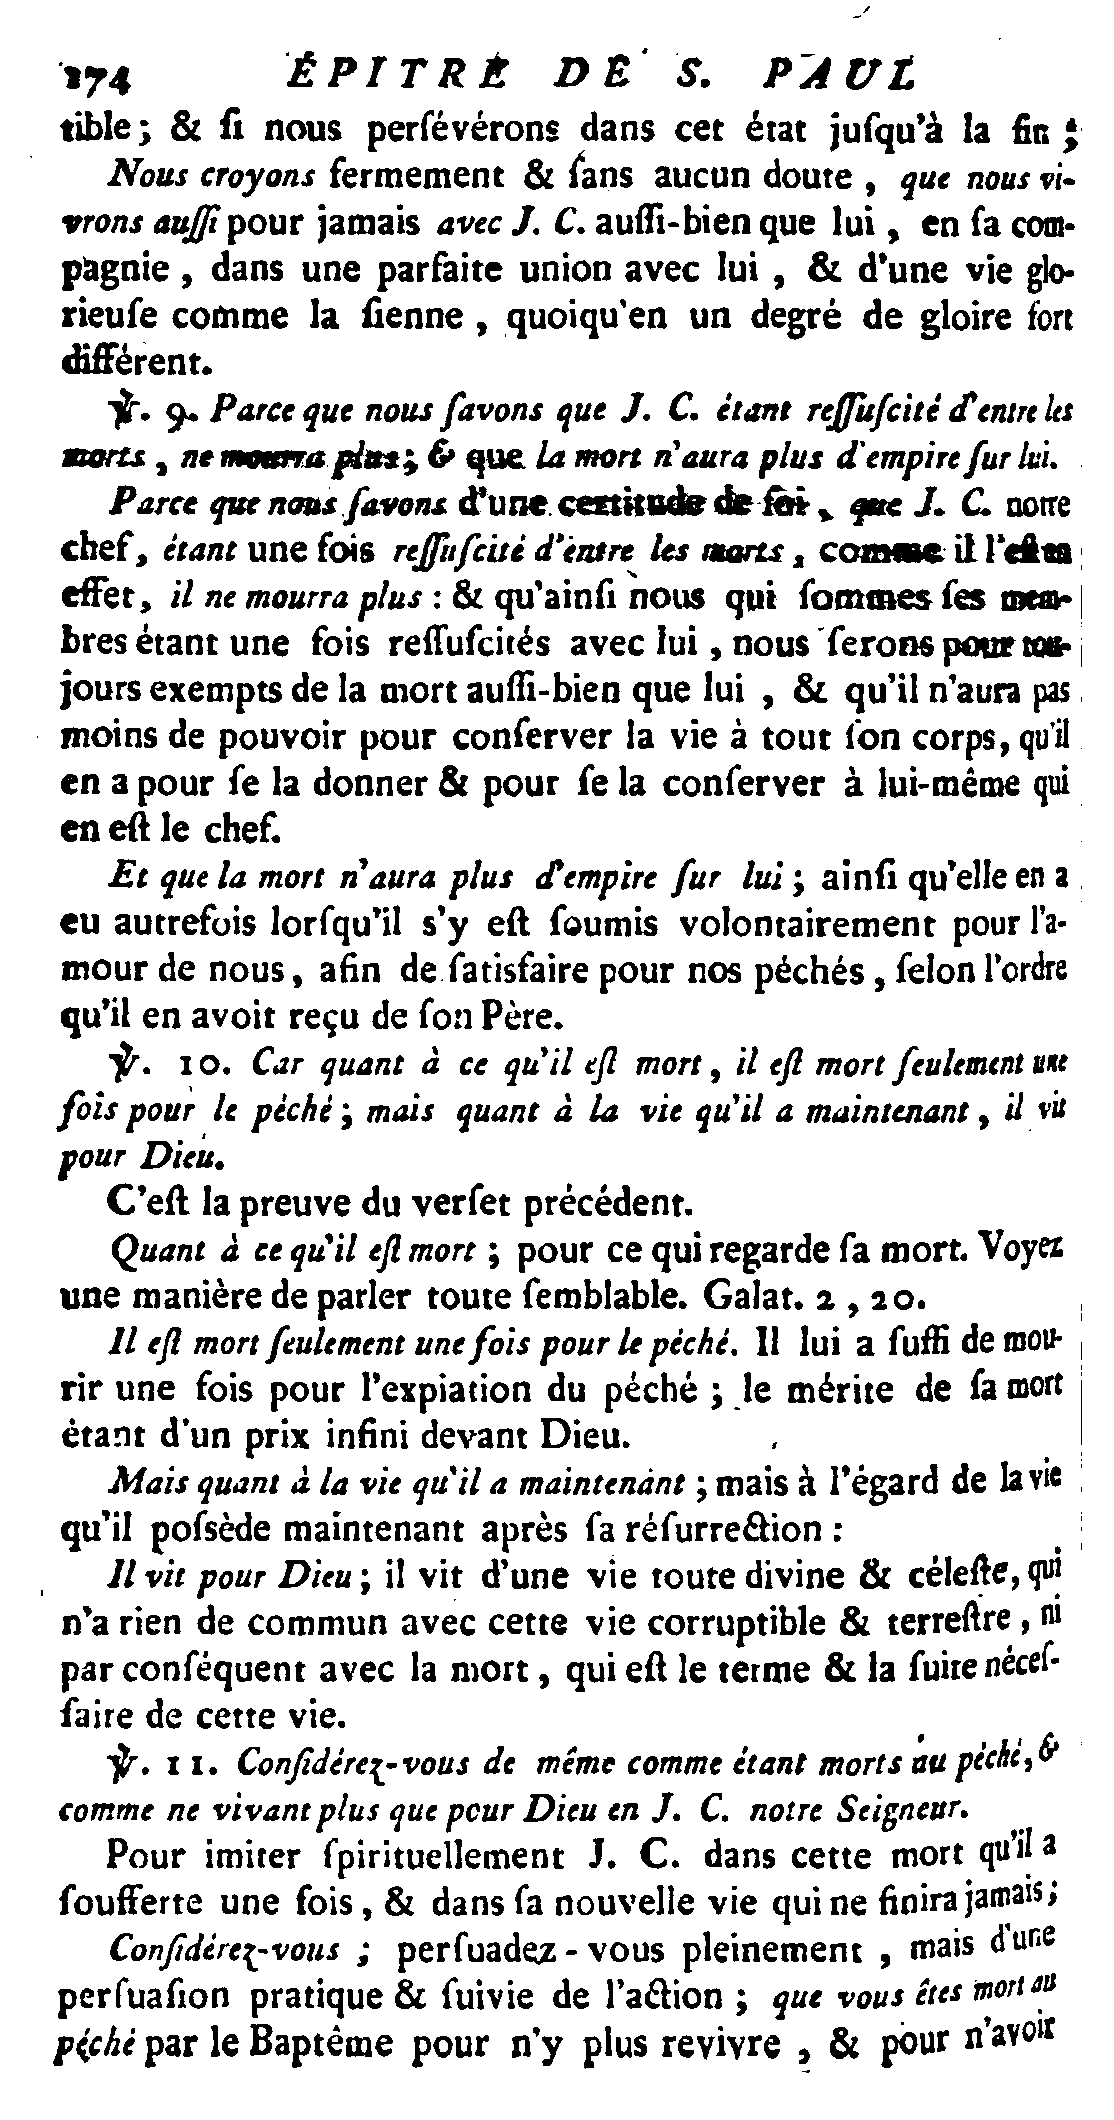 174 ÉPITRE DE S. PAUL
tible; & ſi nous perſévérons dans cet état juſqu'à la fin;
Nous croyons fermement & ſans aucun doute, que nous vi-
vrons auſſi pour jamais avec J. C. auſſi-bien que lui, en ſa com-
pagnie, dans une parfaite union avec lui, & d'une vie glo-
rieuſe comme la ſienne, quoiqu'en un degré de gloire fort
différent.
℣. 9. Parce que nous ſavons que J. C. étant reſſuſcité d'entre les
morts, ne mourra plus; & que la mort n'aura plus d'empire ſur lui.
Parce que nous ſavons d'une certitude de foi, que J. C. notre
chef, étant une fois reſſuſcité d'entre les morts, comme il l'eſt en
effet, il ne mourra plus : & qu'ainſi nous qui ſommes ſes mem-
bres étant une fois reſſuſcités avec lui, nous ſerons pour tou-
jours exempts de la mort auſſi-bien que lui, & qu'il n'aura pas
moins de pouvoir pour conſerver la vie à tout ſon corps, qu'il
en a pour ſe la donner & pour ſe la conſerver à lui-même qui
en eſt le chef.
Et que la mort n'aura plus d'empire ſur lui; ainſi qu'elle en a
eu autrefois lorſqu'il s'y eſt ſoumis volontairement pour l'a-
mour de nous, afin de ſatisfaire pour nos péchés, ſelon l'ordre
qu'il en avoit reçu de ſon Père.
℣. 10. Car quant à ce qu'il eſt mort, il eſt mort ſeulement une
fois pour le péché; mais quant à la vie qu'il a maintenant, il vit
pour Dieu.
C'eſt la preuve du verſet précédent.
Quant à ce qu'il eſt mort; pour ce qui regarde ſa mort. Voyez
une manière de parler toute ſemblable. Galat. 2, 20.
Il eſt mort ſeulement une fois pour le péché. Il lui a ſuffi de mou-
rir une fois pour l'expiation du péché; le mérite de ſa mort
étant d'un prix infini devant Dieu.
Mais quant à la vie qu'il a maintenant; mais à l'égard de la vie
qu'il poſsède maintenant après ſa réſurrection :
Il vit pour Dieu; il vit d'une vie toute divine & céleſte, qui
n'a rien de commun avec cette vie corruptible & terreſtre, ni
par conſéquent avec la mort, qui eſt le terme & la ſuite néceſ-
ſaire de cette vie.
℣. 11. Conſidérez-vous de même comme étant morts au péché, &
comme ne vivant plus que pour Dieu en J. C. notre Seigneur.
Pour imiter ſpirituellement J. C. dans cette mort qu'il a
ſoufferte une fois, & dans ſa nouvelle vie qui ne finira jamais;
Conſidérez-vous; perſuadez-vous pleinement, mais d'une
perſuaſion pratique & ſuivie de l'action; que vous êtes mort au
péché par le Baptême pour n'y plus revivre, & pour n'avoir